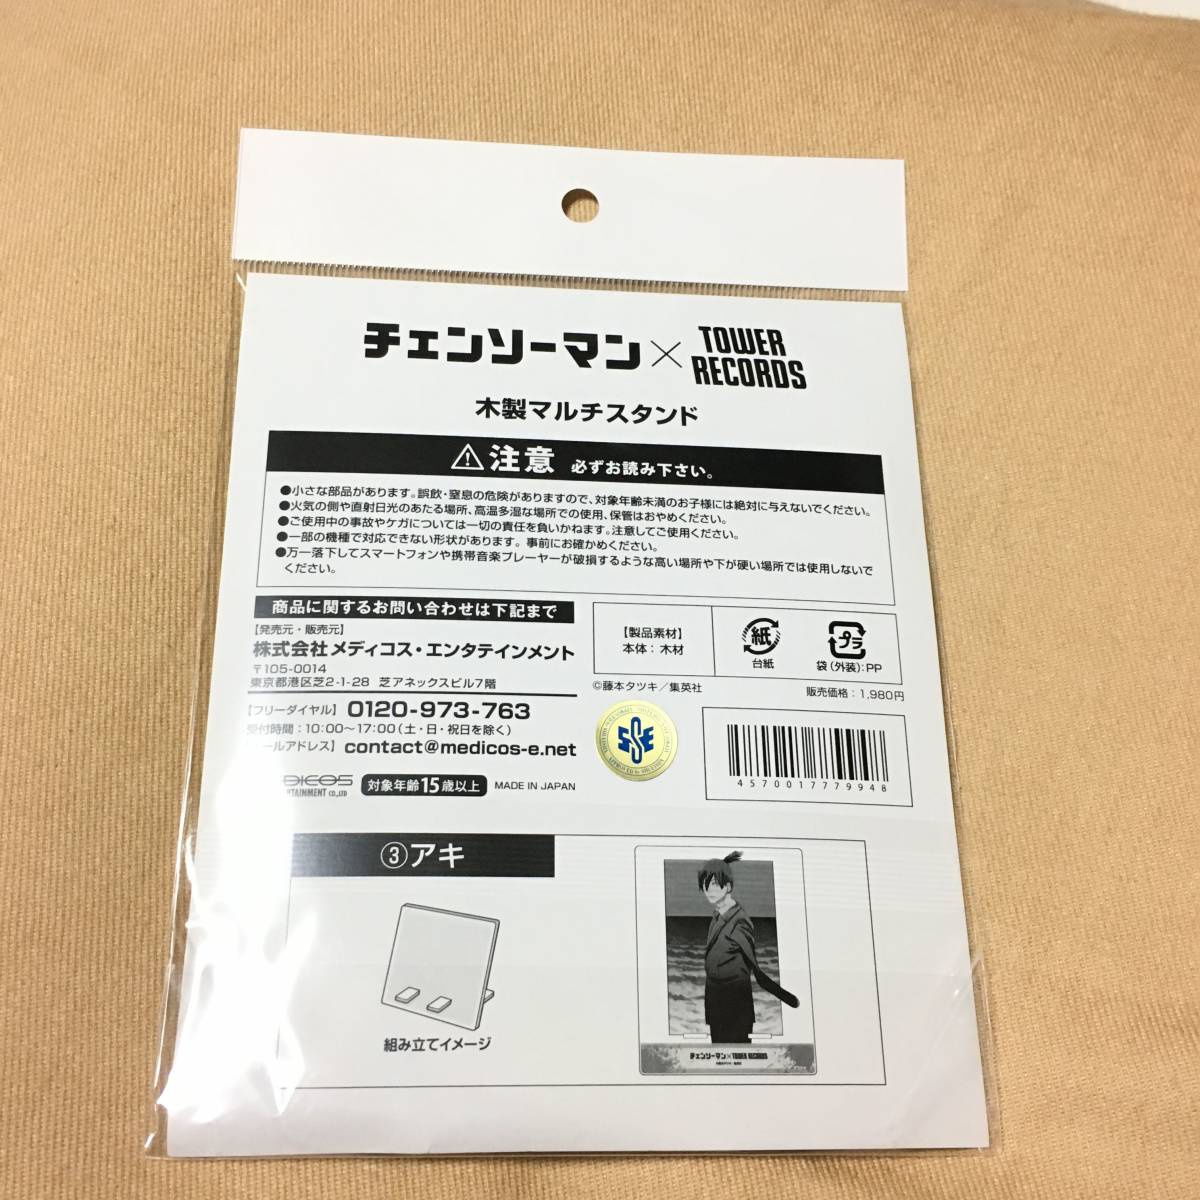 チェンソーマン×TOWER RECORDS
木製マルチスタンド
注意 必ずお読み下さい。
●小さな部品があります。誤飲・窒息の危険がありますので、対象年齢未満のお子様には絶対に与えないでください。
●火気の側や直射日光のあたる場所、高温多湿な場所での使用、保管はおやめください。
●ご使用中の事故やケガについては一切の責任を負いかねます。注意してご使用ください。
●一部の機種で対応できない形状があります。事前にお確かめください。
●万一落下してスマートフォンや携帯音楽プレーヤーが破損するような高い場所や下が硬い場所では使用しないで
ください。
商品に関するお問い合わせは下記まで
【発売元・販売元】
株式会社メディコス・エンタテインメント
〒105-0014
東京都港区芝2-1-28 芝アネックスビル7階
【フリーダイヤル】0120-973-763
受付時間:10:00〜17:00(土・日・祝日を除く)
ールアドレス】contact@medicos-e.net
DICOS
RTAINMENT CO.,LTD
対象年齢15歳以上 MADE IN JAPAN
【製品素材】
本体:木材
紙
台紙
プラ
袋(外装):PP
©藤本タツキ/集英社
販売価格:1,980円
4570017779948
③アキ
組み立てイメージ
チェンソーマン×TOWER RECORDS